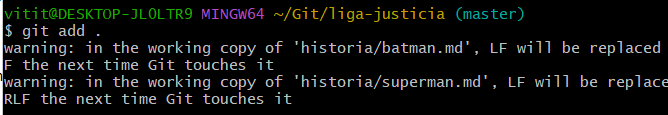 vitit@DESKTOP-JL0LTR9 MINGW64 ~/Git/liga-justicia (master)
$ git add .
warning: in the working copy of 'historia/batman.md', LF will be replaced
F the next time Git touches it
warning: in the working copy of 'historia/superman.md', LF will be replace
RLF the next time Git touches it